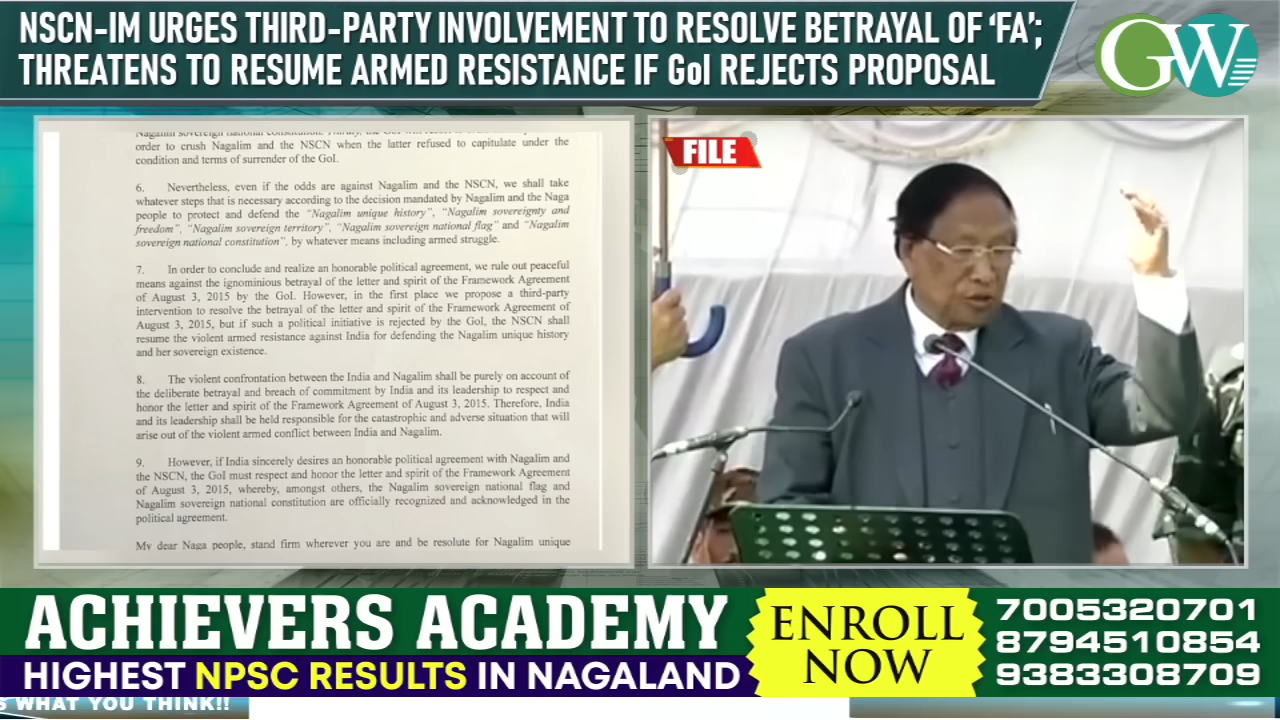 NSCN-IM URGES THIRD-PARTY INVOLVEMENT TO RESOLVE BETRAYAL OF ‘FA’;
THREATENS TO RESUME ARMED RESISTANCE IF GoI REJECTS PROPOSAL
GW
Nagalim sovereign national constitution
order to crush Nagalim and the NSCN when the latter refused to capitulate under the
condition and terms of surrender of the GoI.
6. Nevertheless, even if the odds are against Nagalim and the NSCN, we shall take
whatever steps that is necessary according to the decision mandated by Nagalim and the Naga
people to protect and defend the “Nagalim unique history”, “Nagalim sovereignty and
freedom”, “Nagalim sovereign territory”, “Nagalim sovereign national flag” and “Nagalim
sovereign national constitution”, by whatever means including armed struggle.
7. In order to conclude and realize an honorable political agreement, we rule out peaceful
means against the ignominious betrayal of the letter and spirit of the Framework Agreement
of August 3, 2015 by the GoI. However, in the first place we propose a third-party
intervention to resolve the betrayal of the letter and spirit of the Framework Agreement of
August 3, 2015, but if such a political initiative is rejected by the GoI, the NSCN shall
resume the violent armed resistance against India for defending the Nagalim unique history
and her sovereign existence.
8. The violent confrontation between the India and Nagalim shall be purely on account of
the deliberate betrayal and breach of commitment by India and its leadership to respect and
honor the letter and spirit of the Framework Agreement of August 3, 2015. Therefore, India
and its leadership shall be held responsible for the catastrophic and adverse situation that will
arise out of the violent armed conflict between India and Nagalim.
9. However, if India sincerely desires an honorable political agreement with Nagalim and
the NSCN, the GoI must respect and honor the letter and spirit of the Framework Agreement
of August 3, 2015, whereby, amongst others, the Nagalim sovereign national flag and
Nagalim sovereign national constitution are officially recognized and acknowledged in the
political agreement.
My dear Naga people, stand firm wherever you are and be resolute for Nagalim unique
FILE
ACHIEVERS ACADEMY
HIGHEST NPSC RESULTS IN NAGALAND
ENROLL
NOW
7005320701
8794510854
9383308709
S WHAT YOU THINK!!